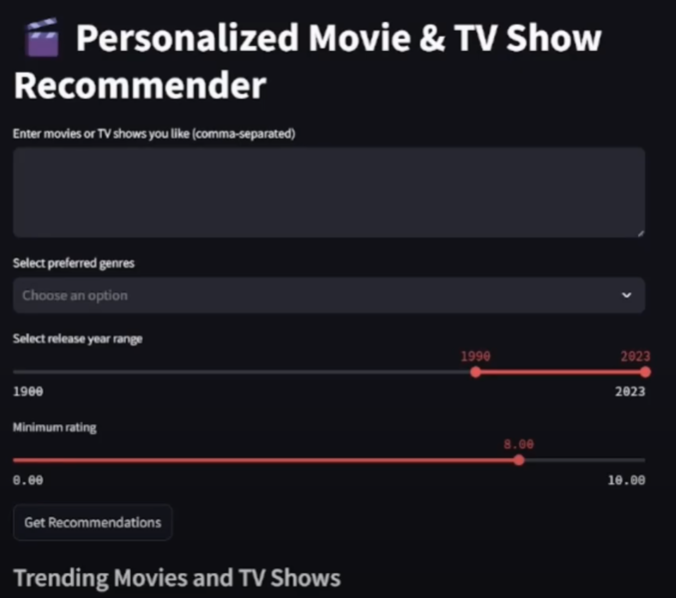 Personalized Movie & TV Show
Recommender
Enter movies or TV shows you like (comma-separated)
Select preferred genres
Choose an option
Select release year range
1990 2023
1900 2023
Minimum rating
8.00
0.00 10.00
Get Recommendations
Trending Movies and TV Shows